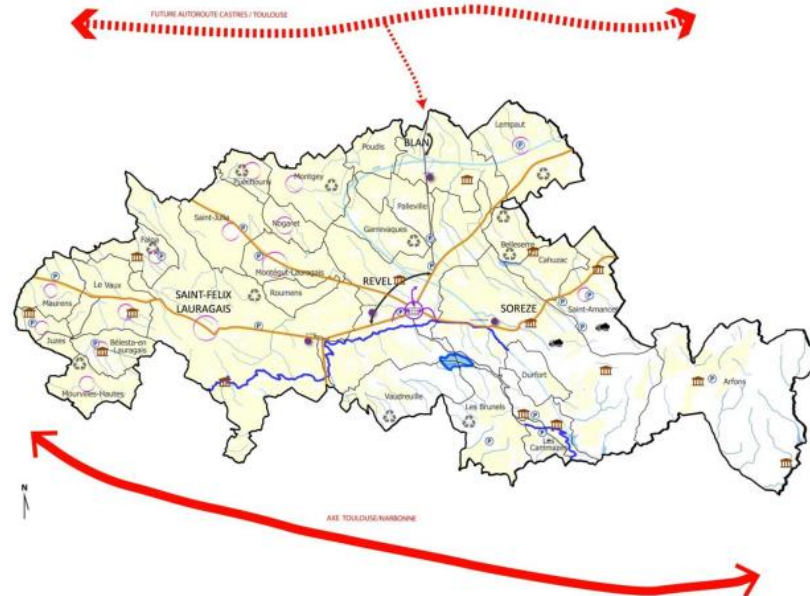 FUTURE AUTOROUTE CASTRES / TOULOUSE
Lempaut
BLAN
Poudis
Puéchoursi
Montgey
Palleville
Saint-Julia
Nogaret
Garrevaques
Belleserre
Cahuzac
Falga
Montégut-Lauragais
REVEL
Le Vaux
SAINT-FELIX
LAURAGAIS
Roumens
SOREZE
Saint-Amancet
Maurens
Juzes
Bélesta-en
Lauragais
Durfort
Arfons
Mourvilles-Hautes
Vaudreuille
Les Brunels
Les
Cammazes
N
AXE TOULOUSE/NARBONNE